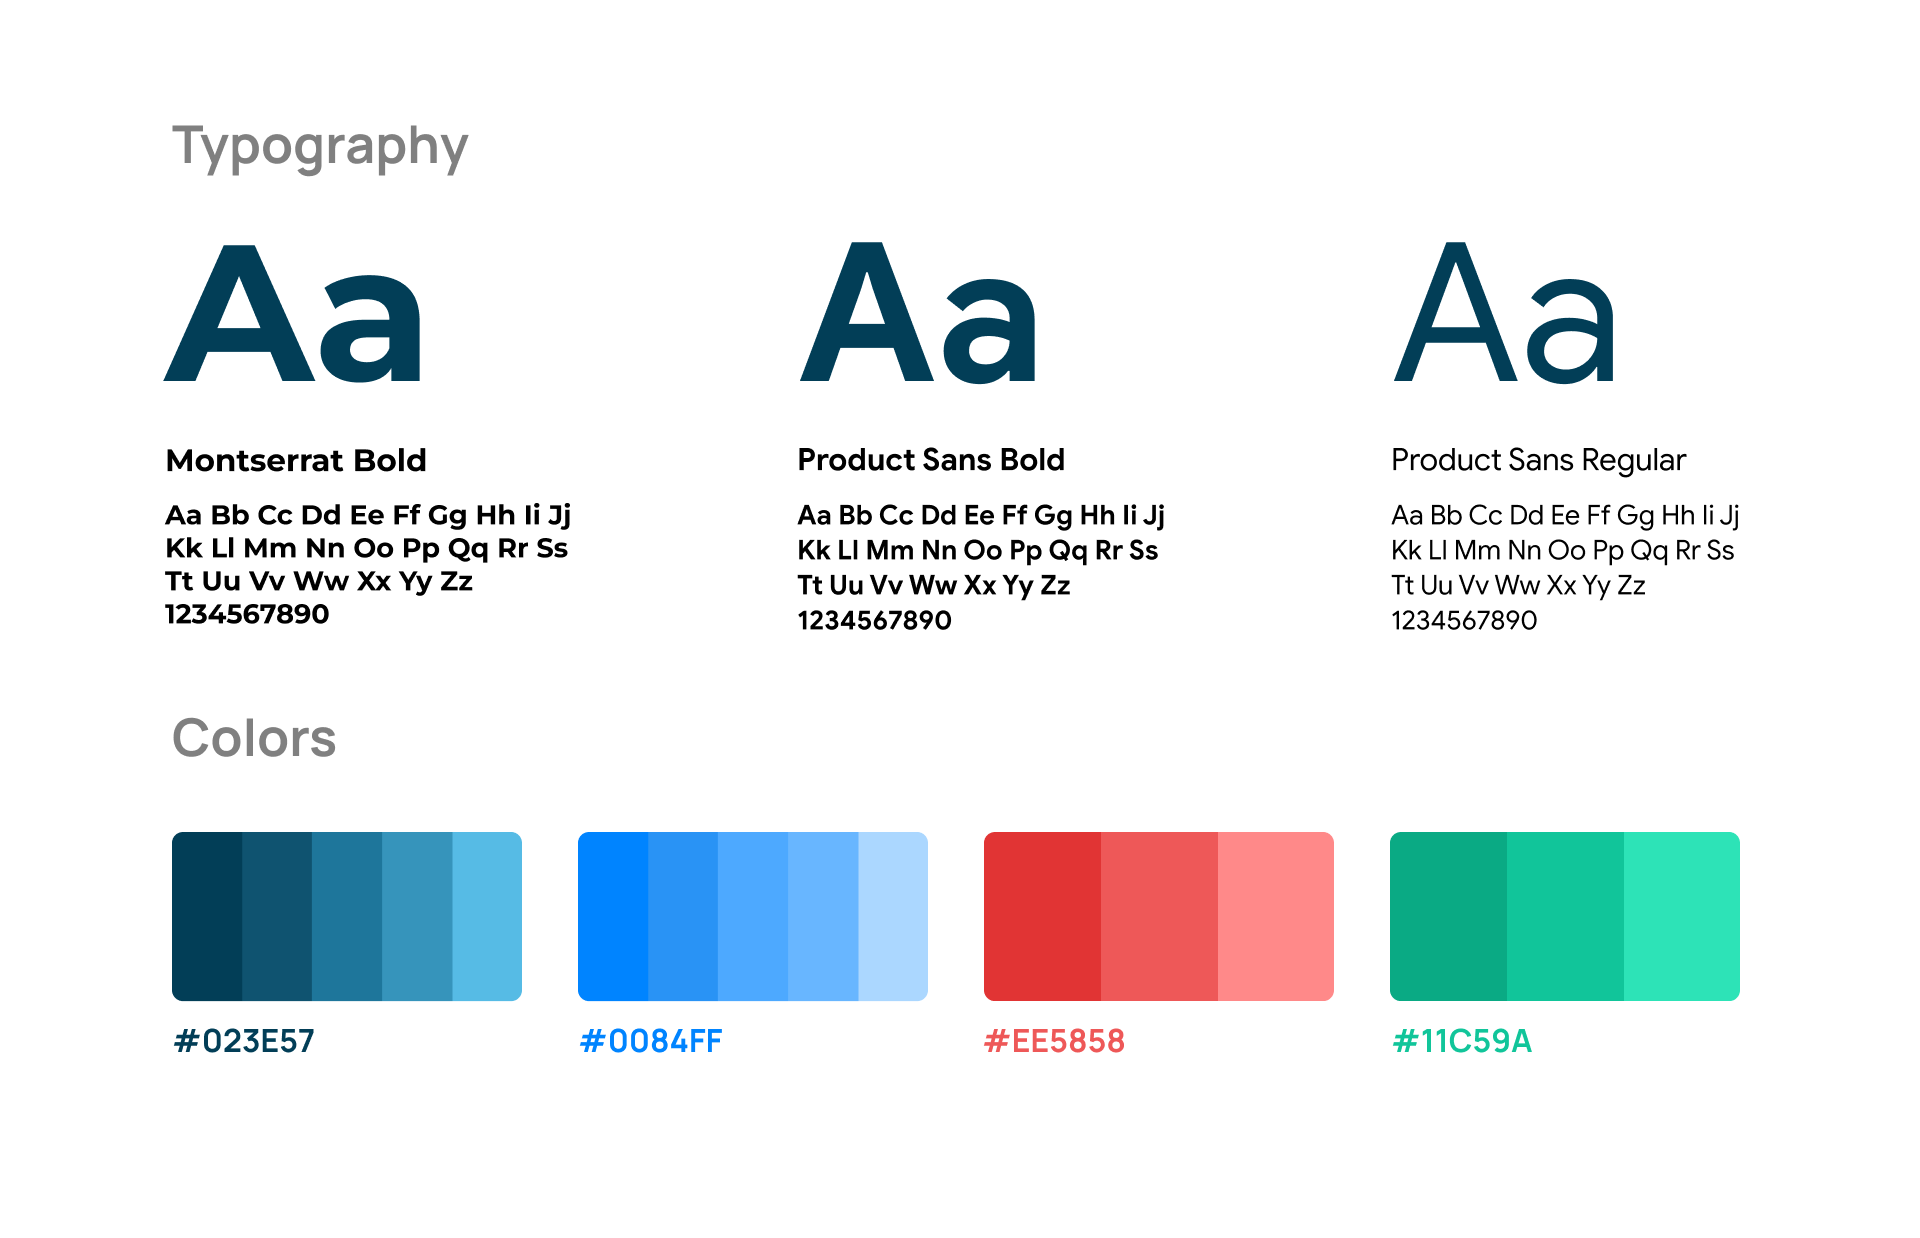 Typography
Aa
Montserrat Bold
Aa Bb Cc Dd Ee Ff Gg Hh Ii Jj
Kk Ll Mm Nn Oo Pp Qq Rr Ss
Tt Uu Vv Ww Xx Yy Zz
1234567890
Aa
Product Sans Bold
Aa Bb Cc Dd Ee Ff Gg Hh Ii Jj
Kk Ll Mm Nn Oo Pp Qq Rr Ss
Tt Uu Vv Ww Xx Yy Zz
1234567890
Aa
Product Sans Regular
Aa Bb Cc Dd Ee Ff Gg Hh Ii Jj
Kk Ll Mm Nn Oo Pp Qq Rr Ss
Tt Uu Vv Ww Xx Yy Zz
1234567890
Colors
#023E57
#0084FF
#EE5858
#11C59A